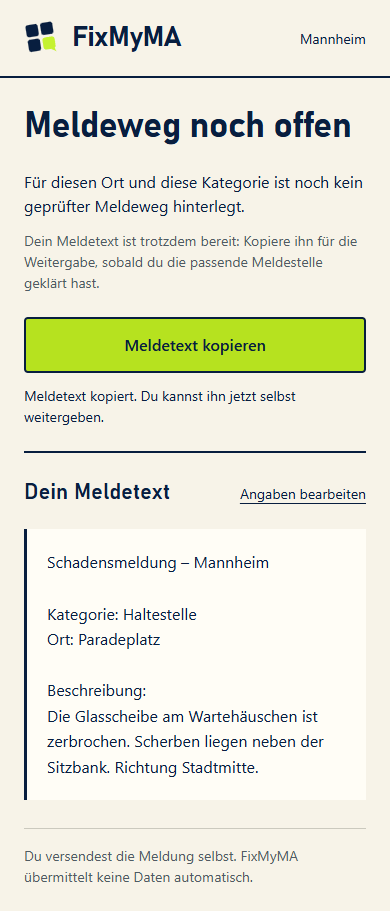 FixMyMA
Mannheim
Meldeweg noch offen
Für diesen Ort und diese Kategorie ist noch kein
geprüfter Meldeweg hinterlegt.
Dein Meldetext ist trotzdem bereit: Kopiere ihn für die
Weitergabe, sobald du die passende Meldestelle
geklärt hast.
Meldetext kopieren
Meldetext kopiert. Du kannst ihn jetzt selbst
weitergeben.
Dein Meldetext
Angaben bearbeiten
Schadensmeldung – Mannheim
Kategorie: Haltestelle
Ort: Paradeplatz
Beschreibung:
Die Glasscheibe am Wartehäuschen ist
zerbrochen. Scherben liegen neben der
Sitzbank. Richtung Stadtmitte.
Du versendest die Meldung selbst. FixMyMA
übermittelt keine Daten automatisch.